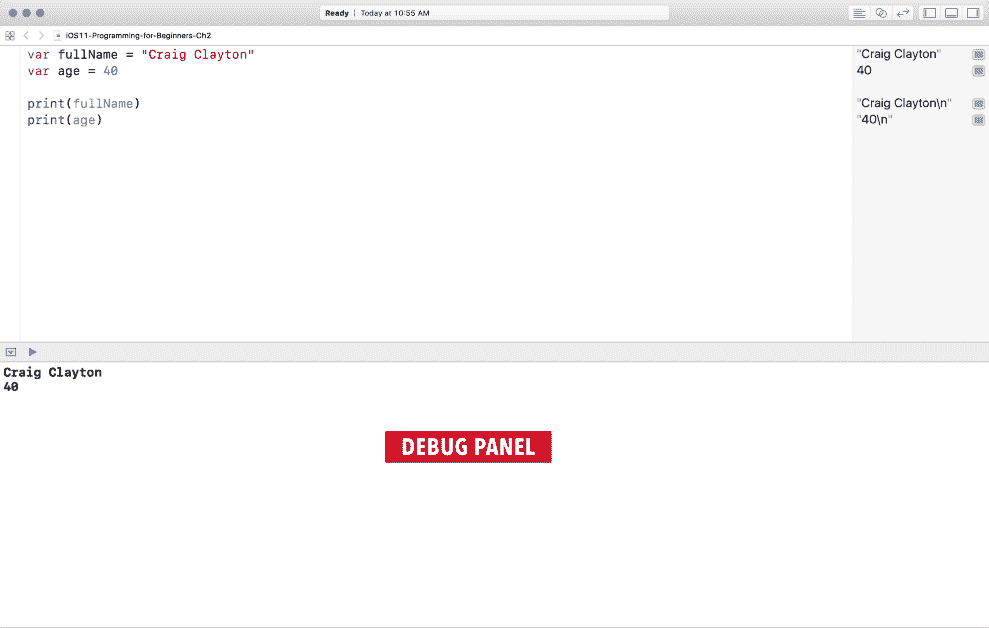 Ready | Today at 10:55 AM
iOS11-Programming-for-Beginners-Ch2
var fullName = "Craig Clayton"
"Craig Clayton"
var age = 40
40
print(fullName)
"Craig Clayton\n"
print(age)
"40\n"
Craig Clayton
40
DEBUG PANEL